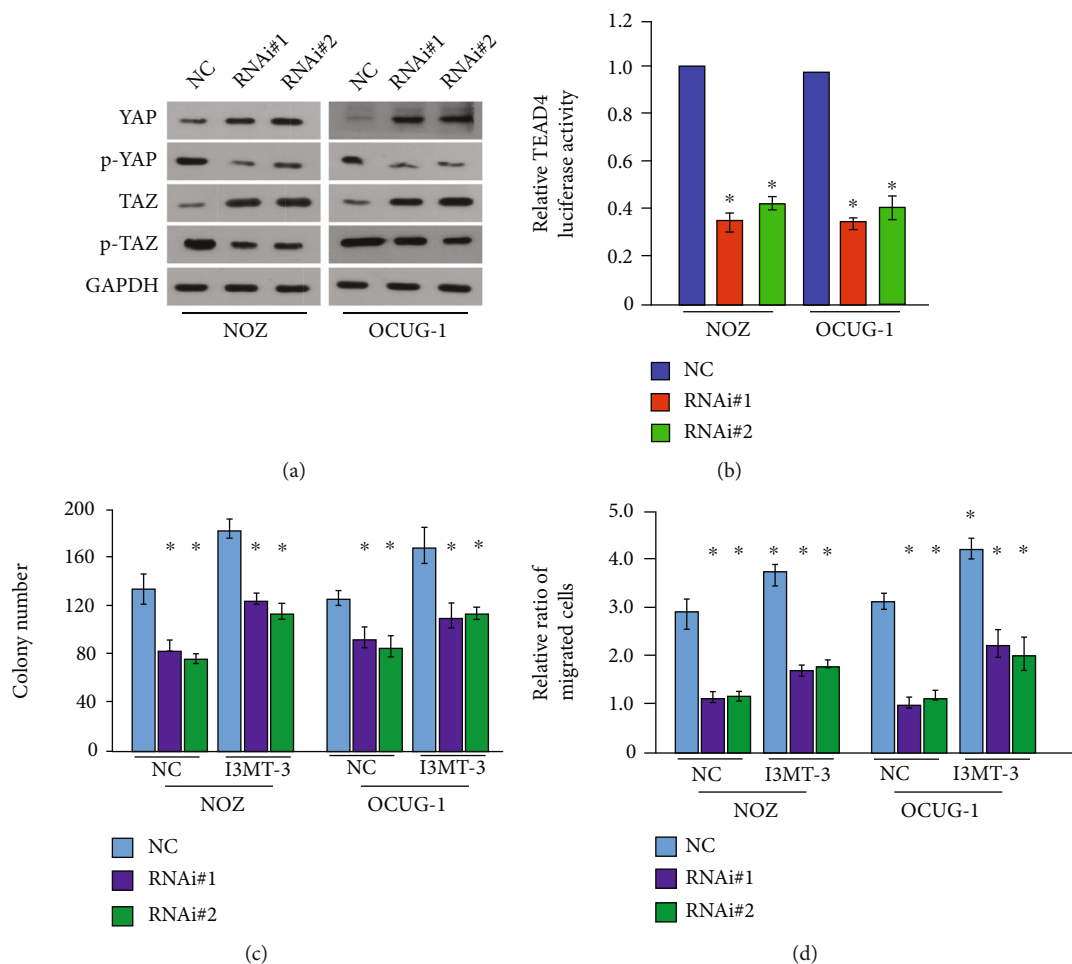 NC RNAi#1 RNAi#2 NC RNAi#1 RNAi#2
YAP
p-YAP
TAZ
p-TAZ
GAPDH
NOZ OCUG-1
(a)
Relative TEAD4
luciferase activity
1.2
1.0
0.8
0.6
0.4
0.2
0
* * * *
NOZ OCUG-1
NC
RNAi#1
RNAi#2
(b)
Colony number
200
160
120
80
40
0
* * * * * * * *
NC I3MT-3 NC I3MT-3
NOZ OCUG-1
NC
RNAi#1
RNAi#2
(c)
Relative ratio of
migrated cells
5.0
4.0
3.0
2.0
1.0
0
* * * * * * * * * *
NC I3MT-3 NC I3MT-3
NOZ OCUG-1
NC
RNAi#1
RNAi#2
(d)